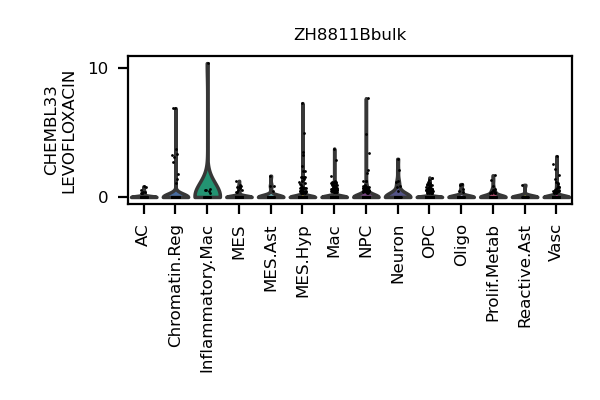 ZH8811Bbulk
CHEMBL33
LEVOFLOXACIN
10
0
AC
Chromatin.Reg
Inflammatory.Mac
MES
MES.Ast
MES.Hyp
Mac
NPC
Neuron
OPC
Oligo
Prolif.Metab
Reactive.Ast
Vasc